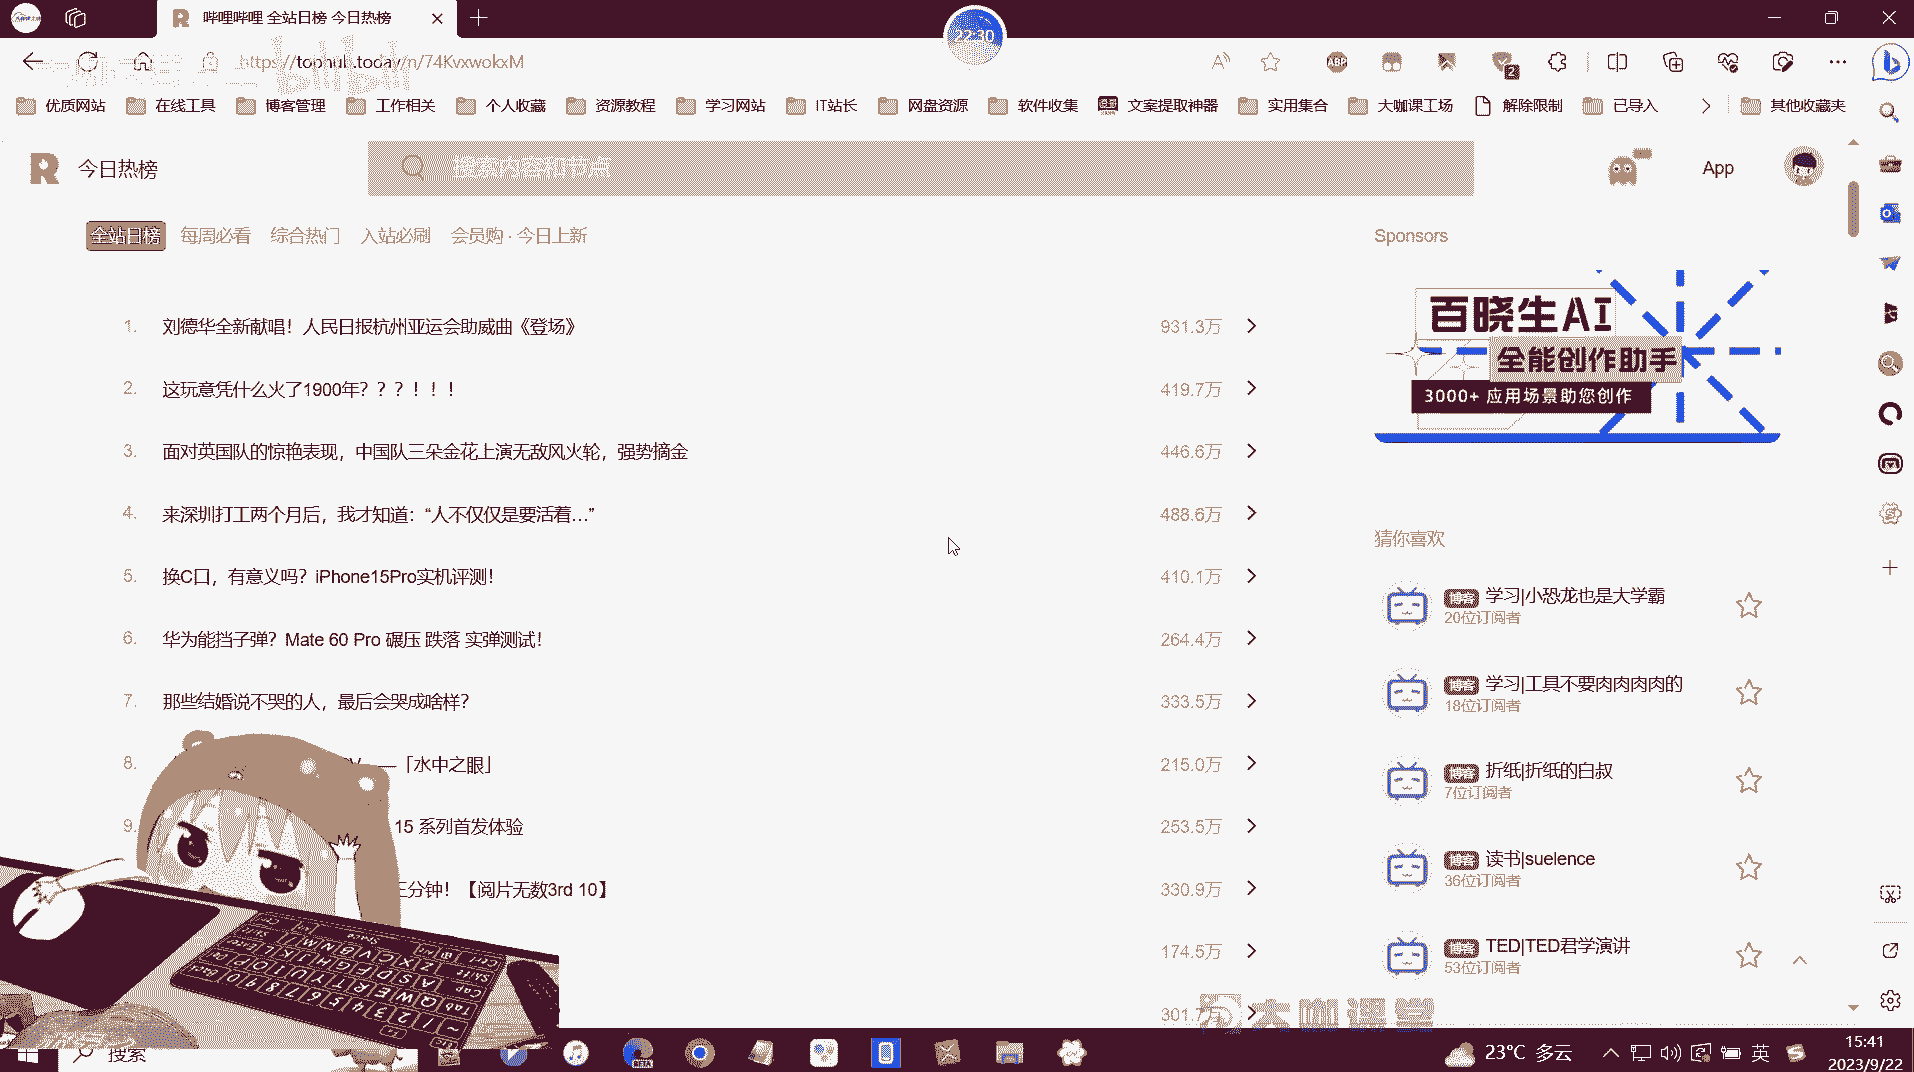 哔哩哔哩 全站日榜 今日热榜
22:30
https://tophub.today/n/74KvxwokxM
ABP
2
优质网站 在线工具 博客管理 工作相关 个人收藏 资源教程 学习网站 IT站长 网盘资源 软件收集 文案提取神器 实用集合 大咖课工场 解除限制 已导入 其他收藏夹
今日热榜
搜索内容和节点
App
全站日榜 每周必看 综合热门 入站必刷 会员购 · 今日上新
Sponsors
1. 刘德华全新献唱！人民日报杭州亚运会助威曲《登场》 931.3万
2. 这玩意凭什么火了1900年？？？！！！ 419.7万
3. 面对英国队的惊艳表现，中国队三朵金花上演无敌风火轮，强势摘金 446.6万
4. 来深圳打工两个月后，我才知道：“人不仅仅是要活着...” 488.6万
5. 换C口，有意义吗？iPhone15Pro实机评测！ 410.1万
6. 华为能挡子弹？Mate 60 Pro 碾压 跌落 实弹测试！ 264.4万
7. 那些结婚说不哭的人，最后会哭成啥样？ 333.5万
8. ——「水中之眼」 215.0万
9. 15 系列首发体验 253.5万
三分钟！【阅片无数3rd 10】 330.9万
174.5万
301.7万
百晓生AI
全能创作助手
3000+ 应用场景助您创作
猜你喜欢
博客 学习|小恐龙也是大学霸
20位订阅者
博客 学习|工具不要肉肉肉肉的
18位订阅者
博客 折纸|折纸的白叔
7位订阅者
博客 读书|suelence
36位订阅者
博客 TED|TED君学演讲
53位订阅者
大咖课堂
搜索
BETA
23°C 多云
英
15:41
2023/9/22